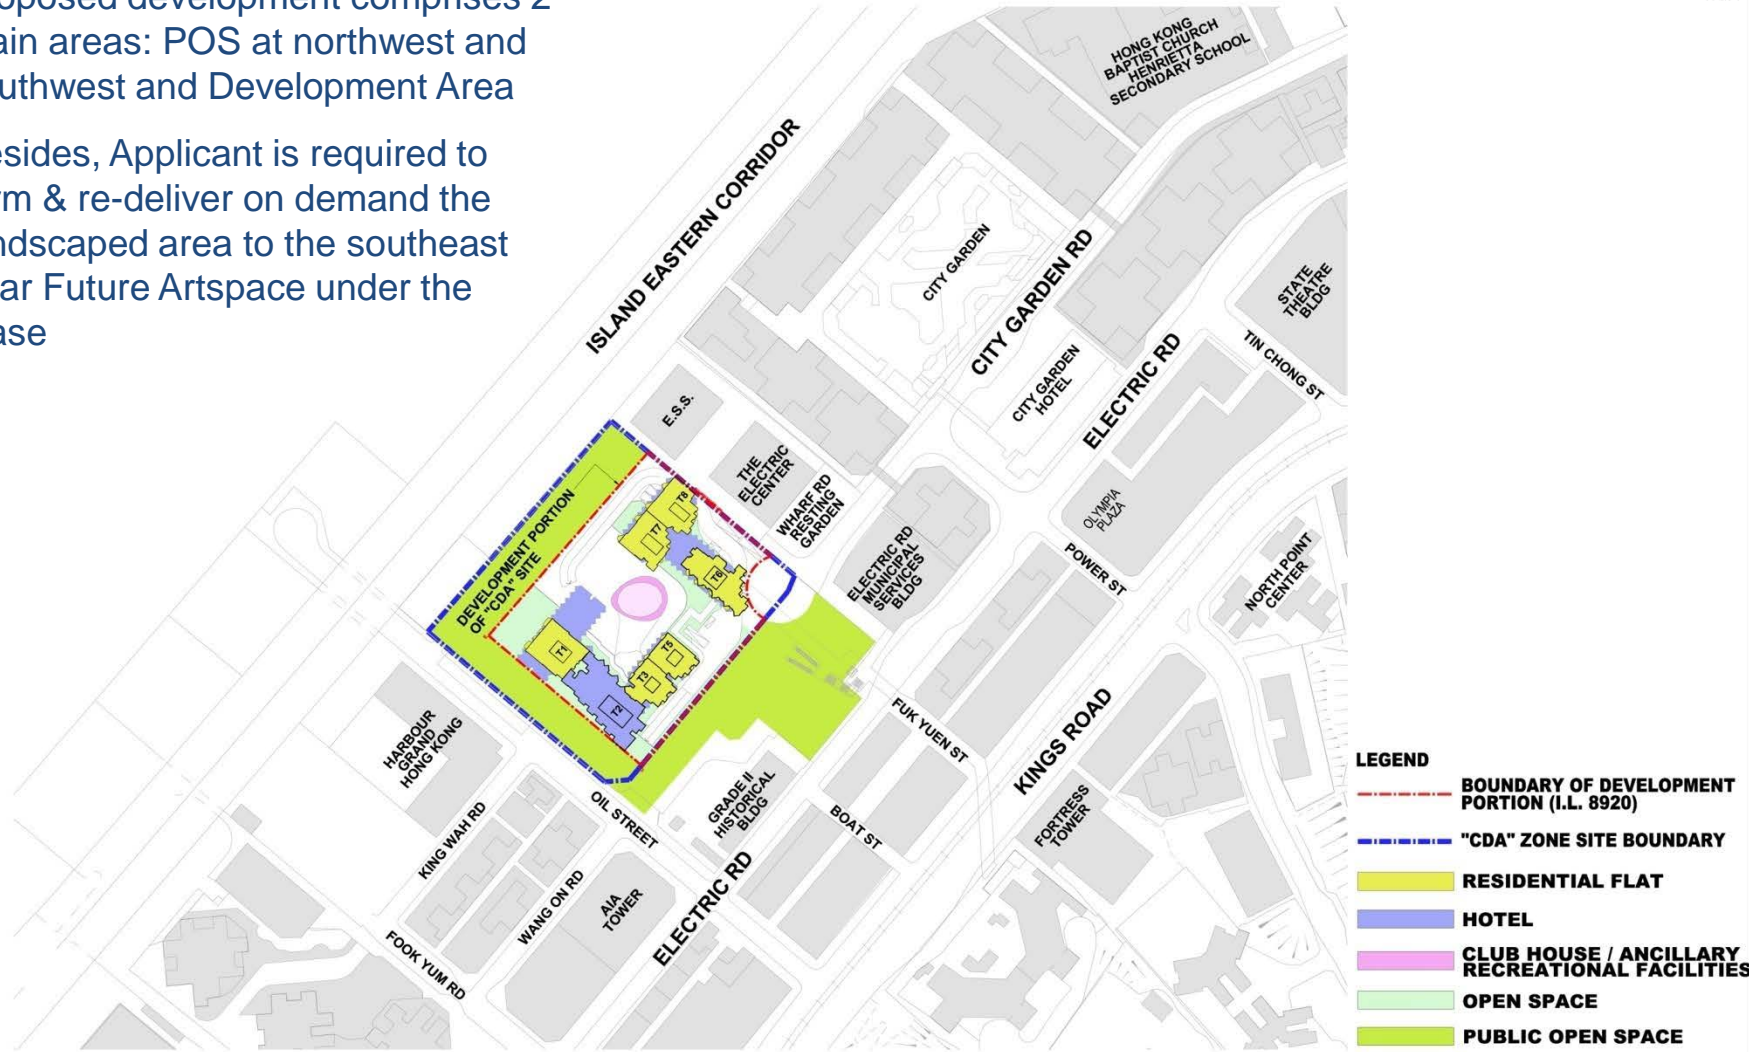 oposed development comprises 2
ain areas: POS at northwest and
uthwest and Development Area
esides, Applicant is required to
rm & re-deliver on demand the
ndscaped area to the southeast
ar Future Artspace under the
ase
HONG KONG
BAPTIST CHURCH
HENRIETTA
SECONDARY SCHOOL
ISLAND EASTERN CORRIDOR
CITY GARDEN
CITY GARDEN RD
STATE
THEATRE
BLDG
TIN CHONG ST
CITY GARDEN
HOTEL
ELECTRIC RD
E.S.S.
THE
ELECTRIC
CENTER
WHARF RD
RESTING
GARDEN
OLYMPIA
PLAZA
DEVELOPMENT PORTION
OF "CDA" SITE
T8
T7
T6
T1
T5
T3
T2
ELECTRIC RD
MUNICIPAL
SERVICES
BLDG
POWER ST
NORTH POINT
CENTER
HARBOUR
GRAND
HONG KONG
FUK YUEN ST
KINGS ROAD
OIL STREET
GRADE II
HISTORICAL
BLDG
BOAT ST
FORTRESS
TOWER
KING WAH RD
WANG ON RD
AIA
TOWER
ELECTRIC RD
FOOK YUM RD
LEGEND
BOUNDARY OF DEVELOPMENT
PORTION (I.L. 8920)
"CDA" ZONE SITE BOUNDARY
RESIDENTIAL FLAT
HOTEL
CLUB HOUSE / ANCILLARY
RECREATIONAL FACILITIES
OPEN SPACE
PUBLIC OPEN SPACE